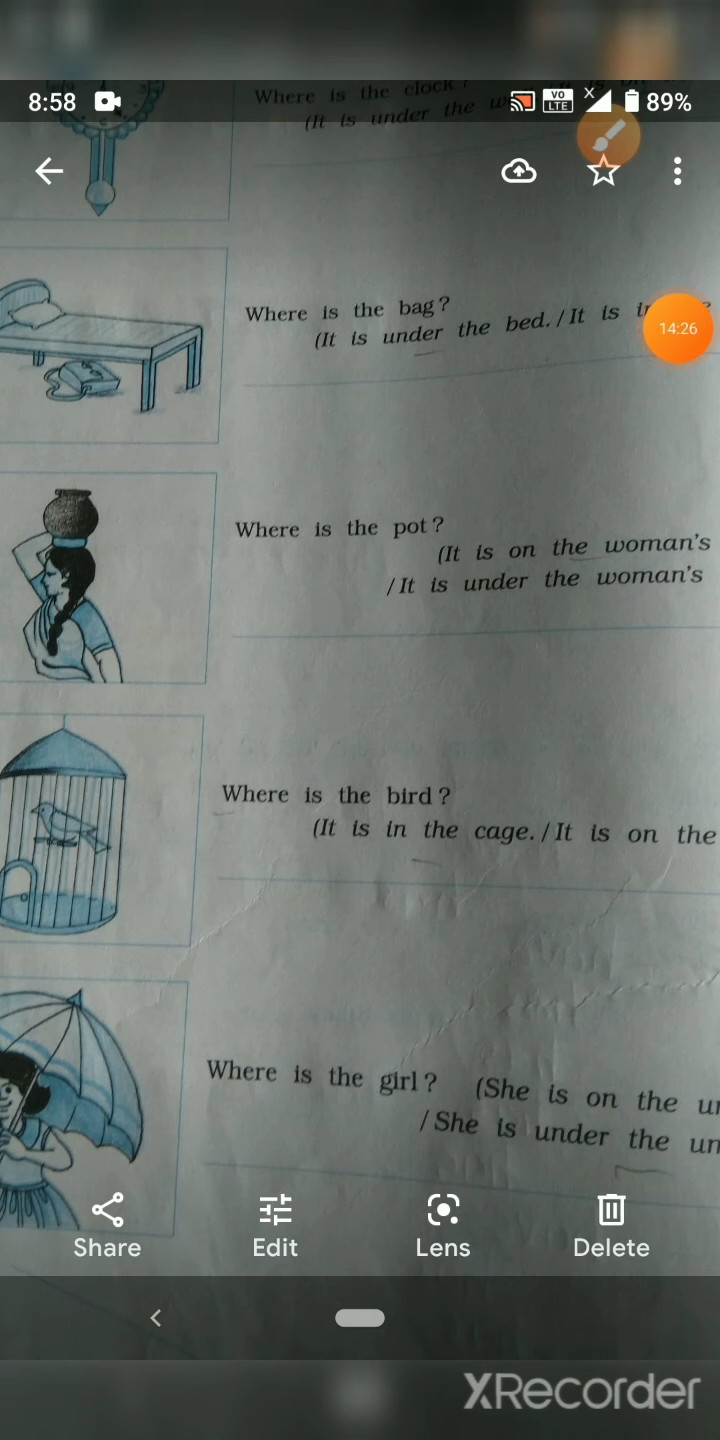 8:58
VO
LTE
X
89%
Where is the clock?
(It is under the
14:26
Where is the bag?
(It is under the bed. / It is
Where is the pot?
(It is on the woman's
/ It is under the woman's
Where is the bird?
(It is in the cage. / It is on the
Where is the girl? (She is on the
/ She is under the
Share
Edit
Lens
Delete
XRecorder